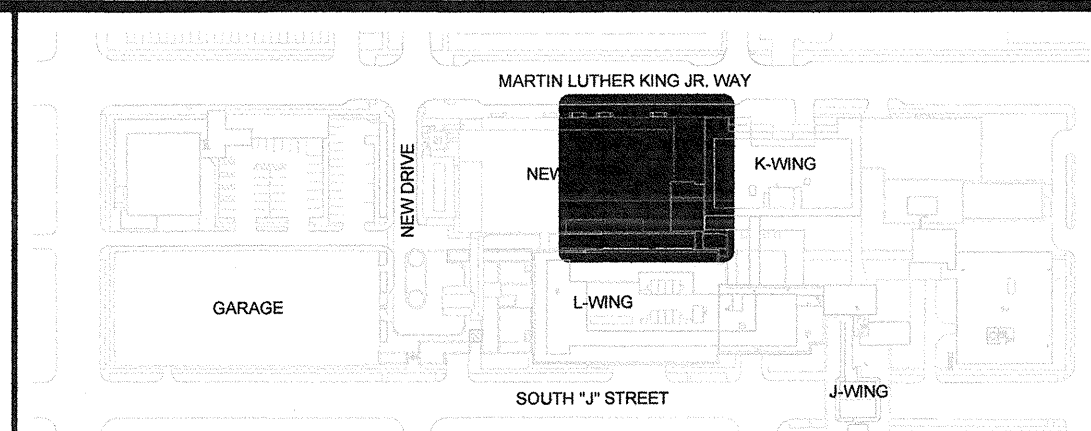 MARTIN LUTHER KING JR. WAY
NEW DRIVE
NEW
K-WING
L-WING
GARAGE
SOUTH "J" STREET
J-WING